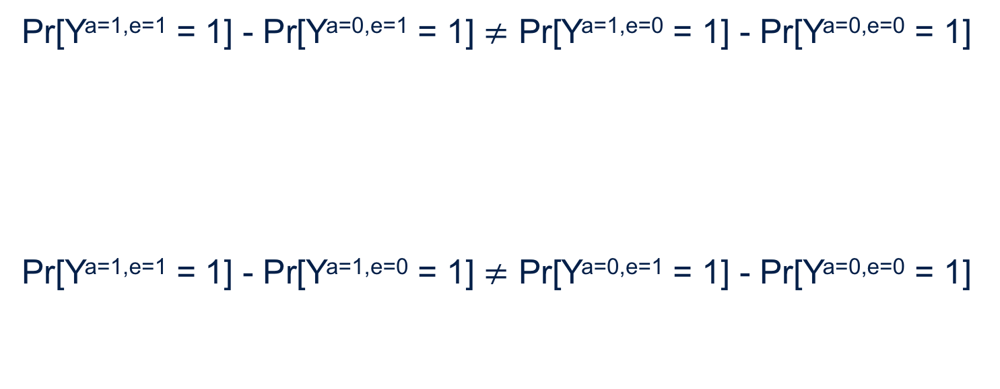 Pr[Yᵃ⁼¹,ᵉ⁼¹ = 1] - Pr[Yᵃ⁼⁰,ᵉ⁼¹ = 1] ≠ Pr[Yᵃ⁼¹,ᵉ⁼⁰ = 1] - Pr[Yᵃ⁼⁰,ᵉ⁼⁰ = 1]
Pr[Yᵃ⁼¹,ᵉ⁼¹ = 1] - Pr[Yᵃ⁼¹,ᵉ⁼⁰ = 1] ≠ Pr[Yᵃ⁼⁰,ᵉ⁼¹ = 1] - Pr[Yᵃ⁼⁰,ᵉ⁼⁰ = 1]